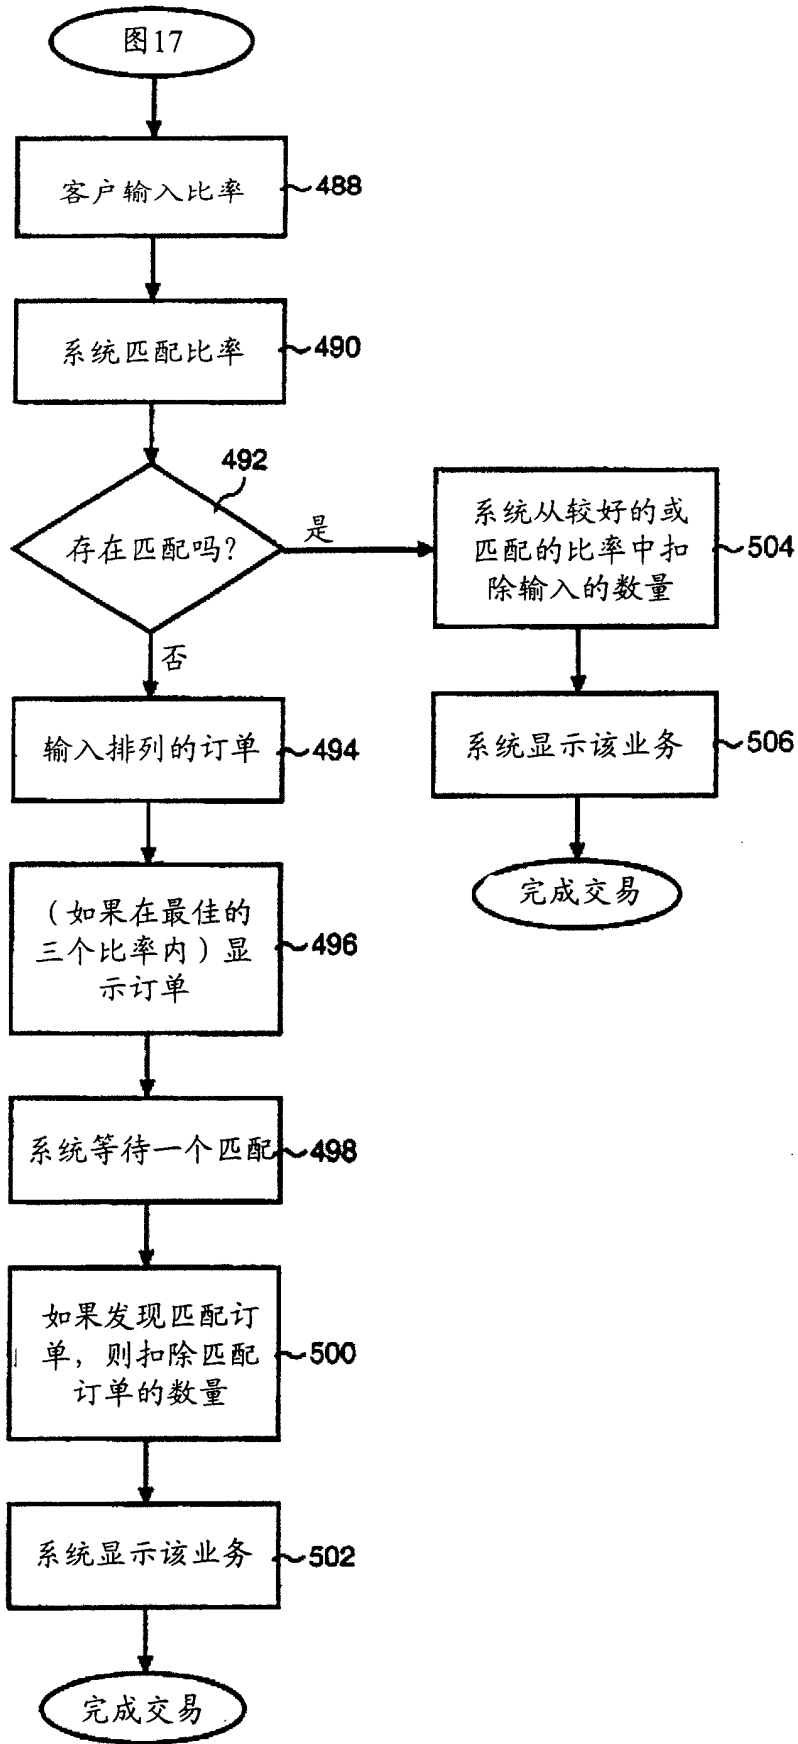 图17
客户输入比率
488
系统匹配比率
490
492
存在匹配吗?
是
否
系统从较好的或
匹配的比率中扣
除输入的数量
504
系统显示该业务
506
完成交易
输入排列的订单
494
（如果在最佳的
三个比率内）显
示订单
496
系统等待一个匹配
498
如果发现匹配订
单，则扣除匹配
订单的数量
500
系统显示该业务
502
完成交易